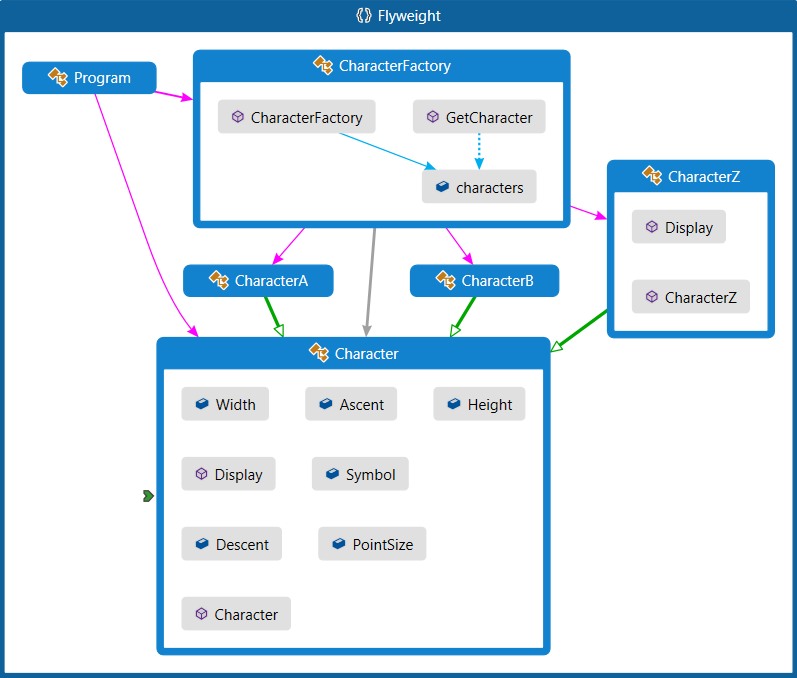 Flyweight
Program
CharacterFactory
CharacterFactory
GetCharacter
characters
CharacterZ
Display
CharacterZ
CharacterA
CharacterB
Character
Width
Ascent
Height
Display
Symbol
Descent
PointSize
Character